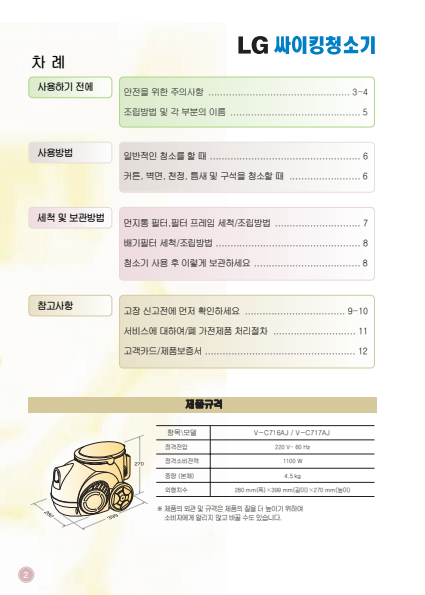 LG 싸이킹청소기
차 례
사용하기 전에
안전을 위한 주의사항 ................................................ 3~4
조립방법 및 각 부분의 이름 ............................................ 5
사용방법
일반적인 청소를 할 때 .................................................. 6
커튼, 벽면, 천정, 틈새 및 구석을 청소할 때 ........................ 6
세척 및 보관방법
먼지통 필터,필터 프레임 세척/조립방법 ............................. 7
배기필터 세척/조립방법 ................................................ 8
청소기 사용 후 이렇게 보관하세요 .................................... 8
참고사항
고장 신고전에 먼저 확인하세요 .................................. 9~10
서비스에 대하여/폐 가전제품 처리절차 ............................ 11
고객카드/제품보증서 ................................................... 12
제품규격
항목\모델 V-C716AJ / V-C717AJ
정격전압 220 V~ 60 Hz
정격소비전력 1100 W
중량 (본체) 4.5 kg
외형치수 280 mm(폭)×399 mm(길이)×270 mm(높이)
270
280
399
※ 제품의 외관 및 규격은 제품의 질을 더 높이기 위하여
소비자에게 알리지 않고 바꿀 수도 있습니다.
2